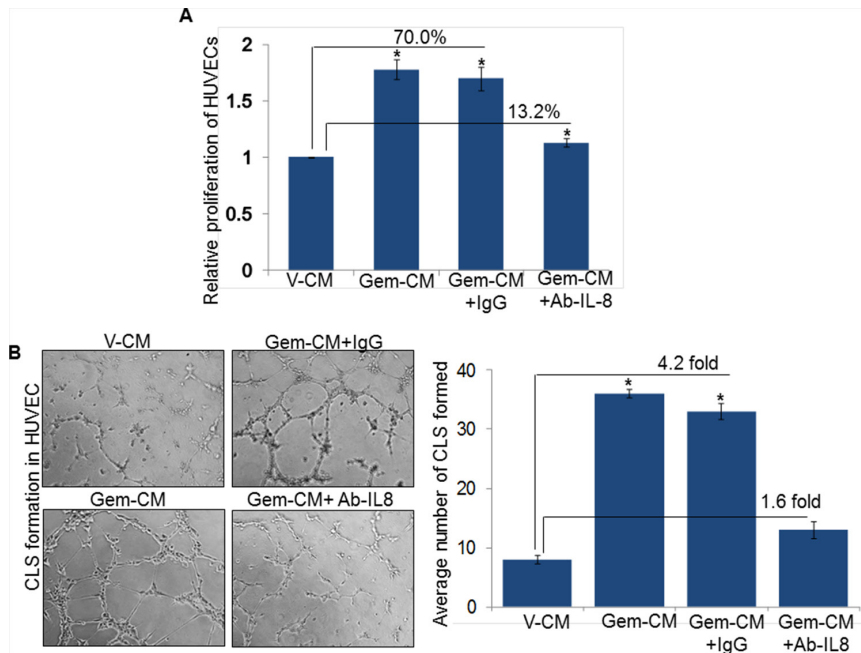 A
Relative proliferation of HUVECs
2
1.5
1
0.5
0
70.0%
13.2%
*
*
*
V-CM
Gem-CM
Gem-CM
+IgG
Gem-CM
+Ab-IL-8
B
CLS formation in HUVEC
V-CM
Gem-CM+IgG
Gem-CM
Gem-CM+ Ab-IL8
Average number of CLS formed
40
30
20
10
0
4.2 fold
1.6 fold
*
*
V-CM
Gem-CM
Gem-CM
+IgG
Gem-CM
+Ab-IL8